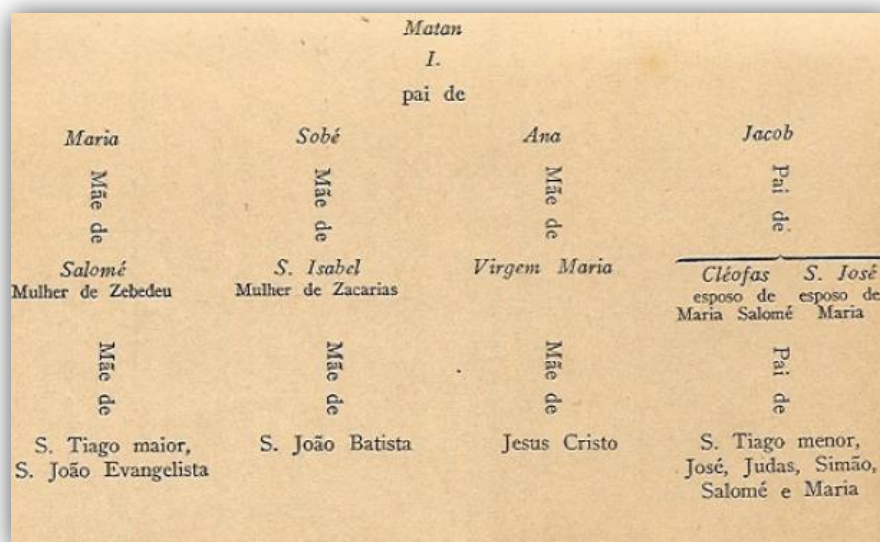 Matan
I.
pai de
Maria Sobé Ana Jacob
Mãe de Mãe de Mãe de Pai de
Salomé S. Isabel Virgem Maria Cléofas S. José
Mulher de Zebedeu Mulher de Zacarias esposo de esposo de
Maria Salomé Maria
Mãe de Mãe de Mãe de Pai de
S. Tiago maior, S. João Batista Jesus Cristo S. Tiago menor,
S. João Evangelista José, Judas, Simão,
Salomé e Maria